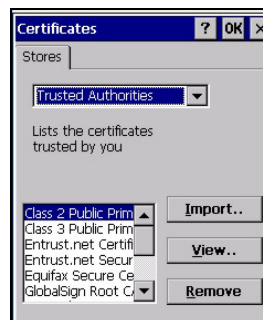 Certificates ? OK ×
Stores
Trusted Authorities
Lists the certificates
trusted by you
Class 2 Public Prim
Class 3 Public Prim
Entrust.net Certifi
Entrust.net Secur
Equifax Secure Ce
GlobalSign Root CA
Import..
View..
Remove